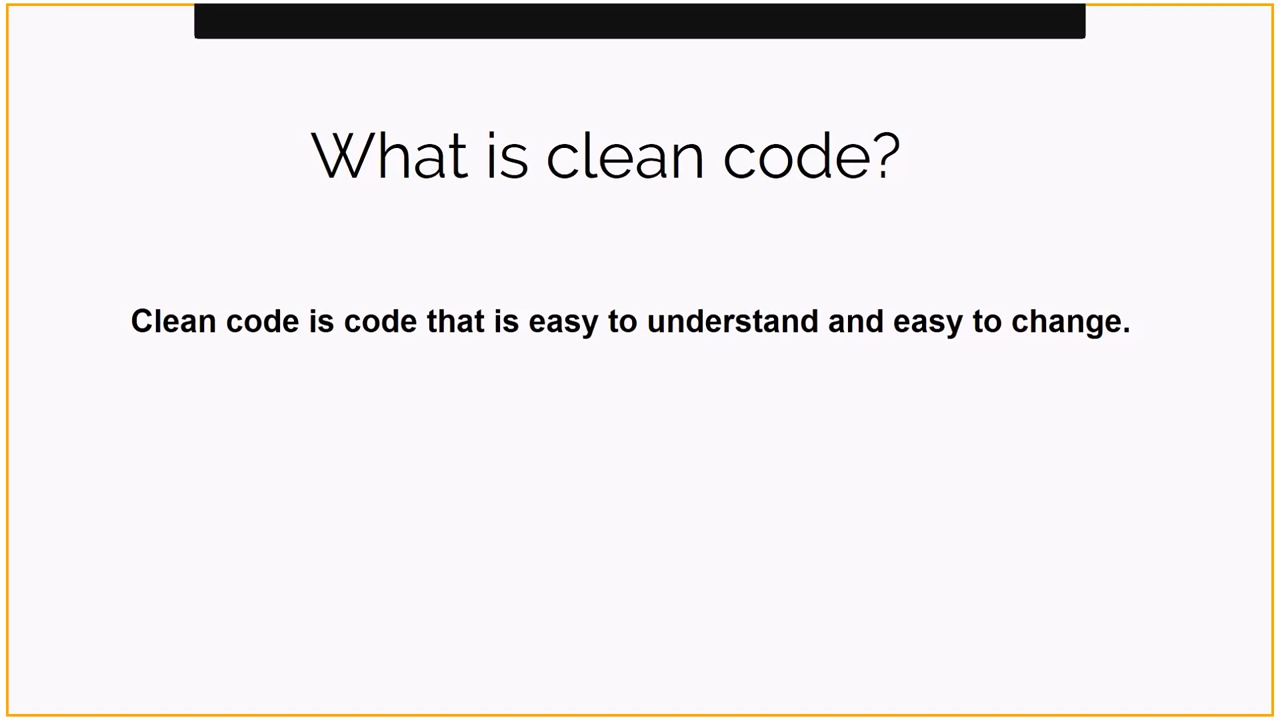 What is clean code?
Clean code is code that is easy to understand and easy to change.